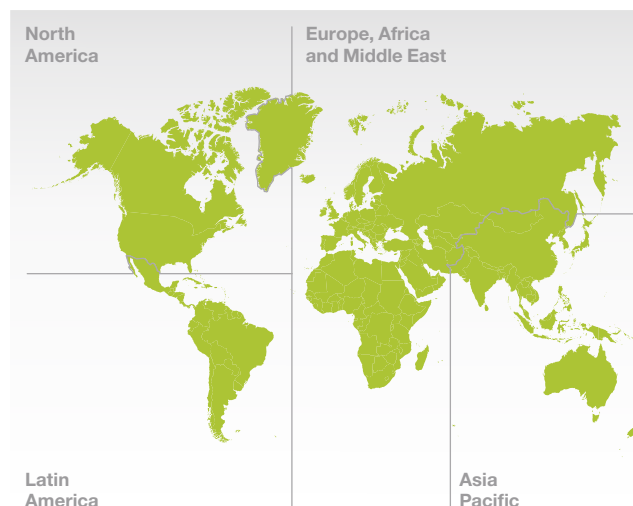 North
America
Europe, Africa
and Middle East
Latin
America
Asia
Pacific